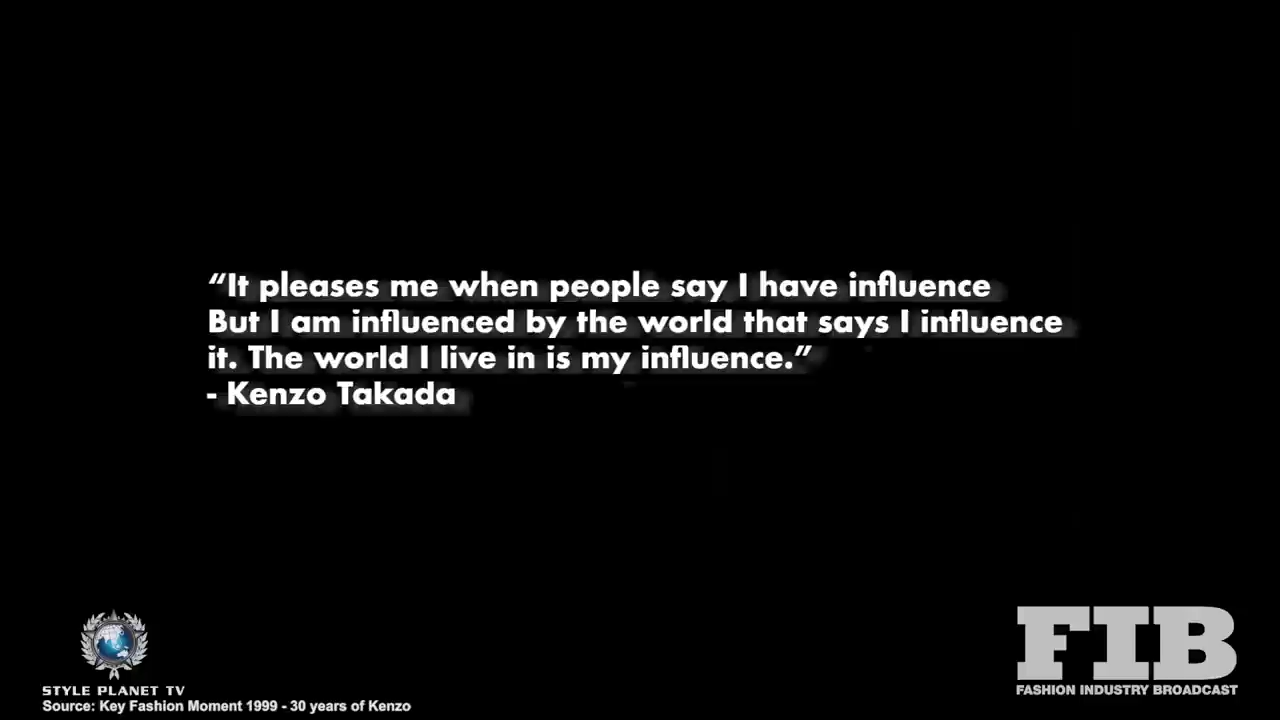 “It pleases me when people say I have influence
But I am influenced by the world that says I influence
it. The world I live in is my influence.”
- Kenzo Takada
STYLE PLANET TV
Source: Key Fashion Moment 1999 - 30 years of Kenzo
FIB
FASHION INDUSTRY BROADCAST